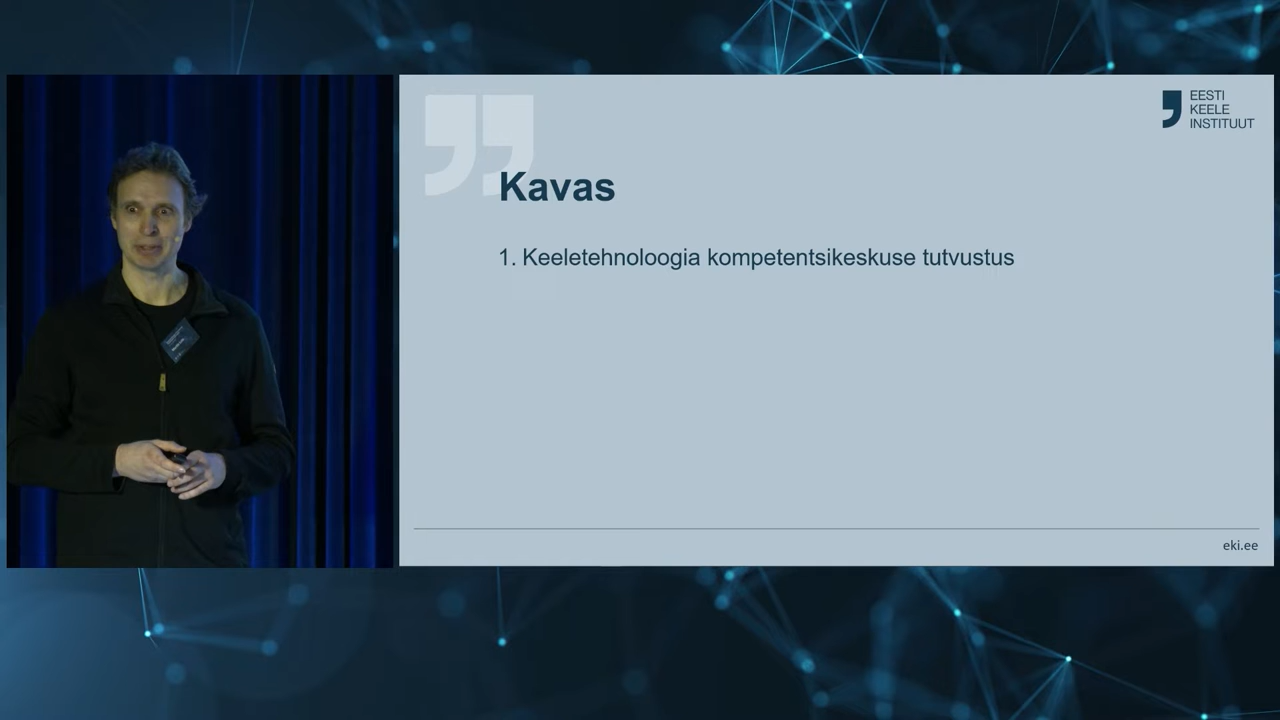 EESTI
KEELE
INSTITUUT
Kavas
1. Keeletehnoloogia kompetentsikeskuse tutvustus
eki.ee